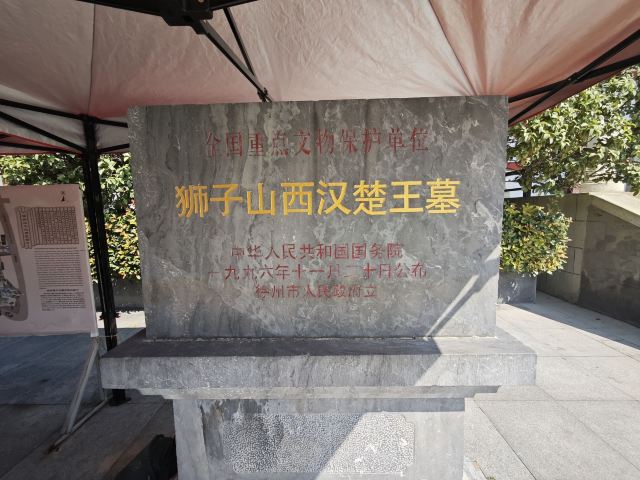 全国重点文物保护单位
狮子山西汉楚王墓
中华人民共和国国务院
一九九六年十一月二十日公布
徐州市人民政府立